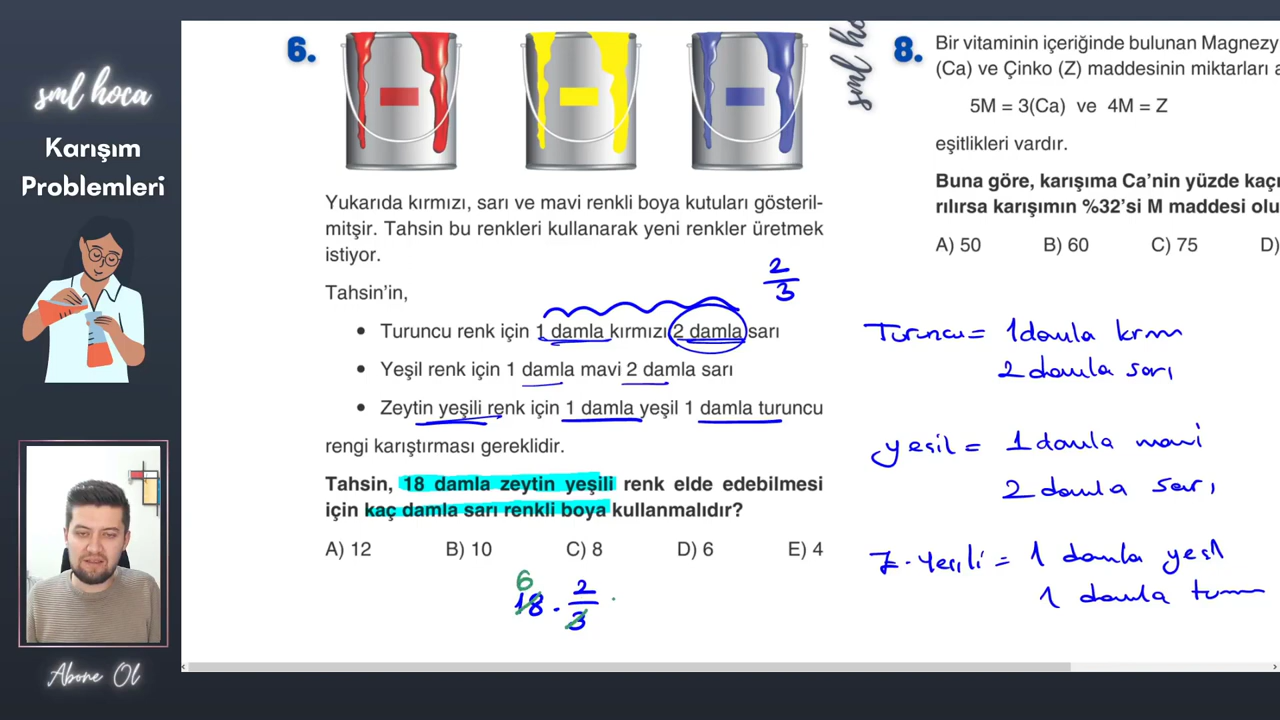 sml hoca
Karışım
Problemleri
Abone Ol
6.
Yukarıda kırmızı, sarı ve mavi renkli boya kutuları gösteril-
mitşir. Tahsin bu renkleri kullanarak yeni renkler üretmek
istiyor.
2
3
Tahsin'in,
• Turuncu renk için 1 damla kırmızı 2 damla sarı
• Yeşil renk için 1 damla mavi 2 damla sarı
• Zeytin yeşili renk için 1 damla yeşil 1 damla turuncu
rengi karıştırması gereklidir.
Tahsin, 18 damla zeytin yeşili renk elde edebilmesi
için kaç damla sarı renkli boya kullanmalıdır?
A) 12 B) 10 C) 8 D) 6 E) 4
6
18 . 2
3
sml ho
8.
Bir vitaminin içeriğinde bulunan Magnezy
(Ca) ve Çinko (Z) maddesinin miktarları a
5M = 3(Ca) ve 4M = Z
eşitlikleri vardır.
Buna göre, karışıma Ca'nin yüzde kaçı
rılırsa karışımın %32'si M maddesi olu
A) 50 B) 60 C) 75 D)
Turuncu = 1 damla kırm
2 damla sarı
yeşil = 1 damla mavi
2 damla sarı
Z. Yeşili = 1 damla yeşil
1 damla